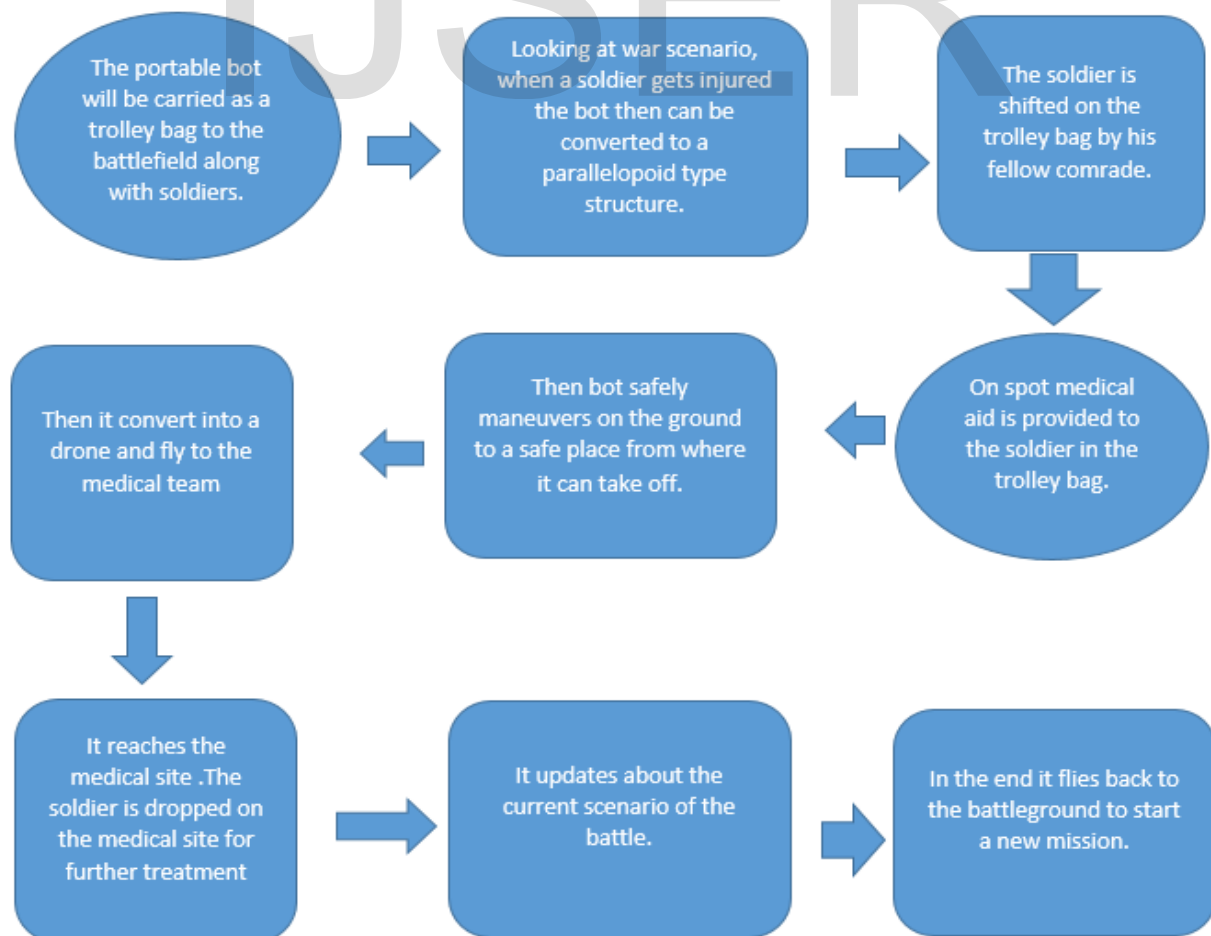 IJSER
The portable bot
will be carried as a
trolley bag to the
battlefield along
with soldiers.
Looking at war scenario,
when a soldier gets injured
the bot then can be
converted to a
parallelopoid type
structure.
The soldier is
shifted on the
trolley bag by his
fellow comrade.
On spot medical
aid is provided to
the soldier in the
trolley bag.
Then bot safely
maneuvers on the ground
to a safe place from where
it can take off.
Then it convert into a
drone and fly to the
medical team
It reaches the
medical site .The
soldier is dropped on
the medical site for
further treatment
It updates about the
current scenario of the
battle.
In the end it flies back to
the battleground to start
a new mission.